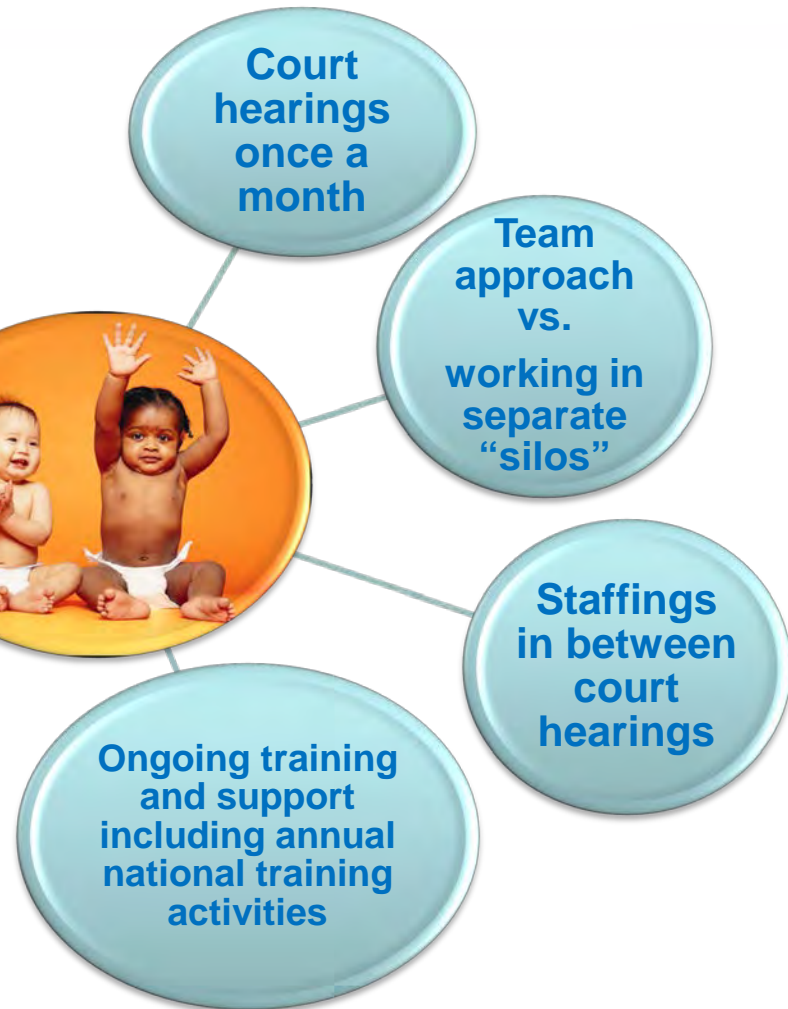 Court
hearings
once a
month
Team
approach
vs.
working in
separate
“silos”
Staffings
in between
court
hearings
Ongoing training
and support
including annual
national training
activities